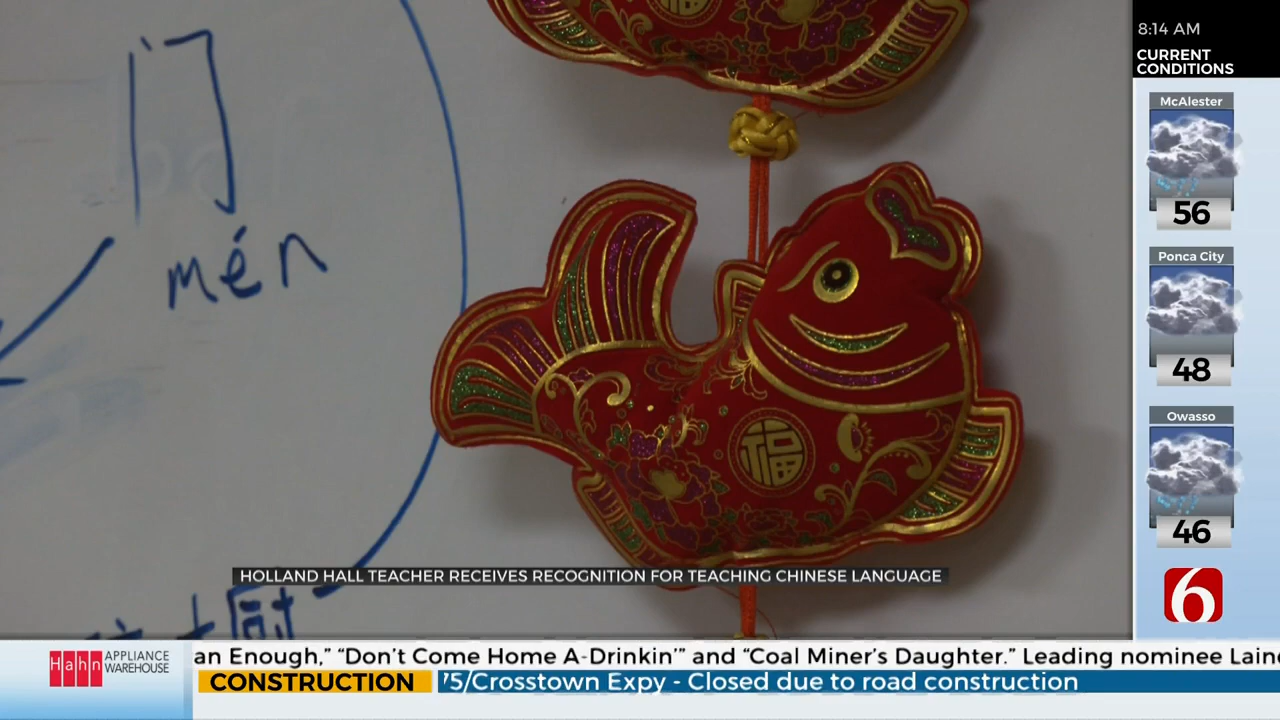 8:14 AM
CURRENT
CONDITIONS
McAlester
56
Ponca City
48
Owasso
46
6
门
mén
福
HOLLAND HALL TEACHER RECEIVES RECOGNITION FOR TEACHING CHINESE LANGUAGE
Hahn APPLIANCE
WAREHOUSE
an Enough,” “Don’t Come Home A-Drinkin’” and “Coal Miner’s Daughter.” Leading nominee Laine
CONSTRUCTION
75/Crosstown Expy - Closed due to road construction